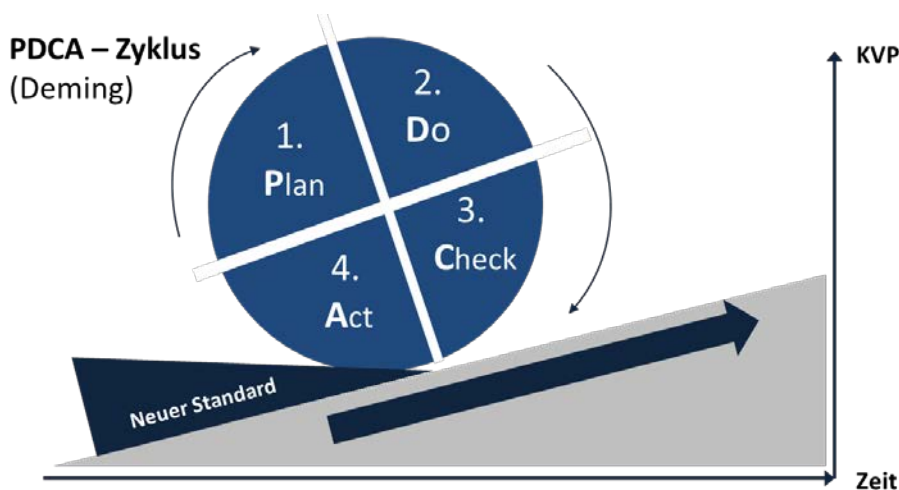 PDCA – Zyklus
(Deming)
KVP
1.
Plan
2.
Do
3.
Check
4.
Act
Neuer Standard
Zeit